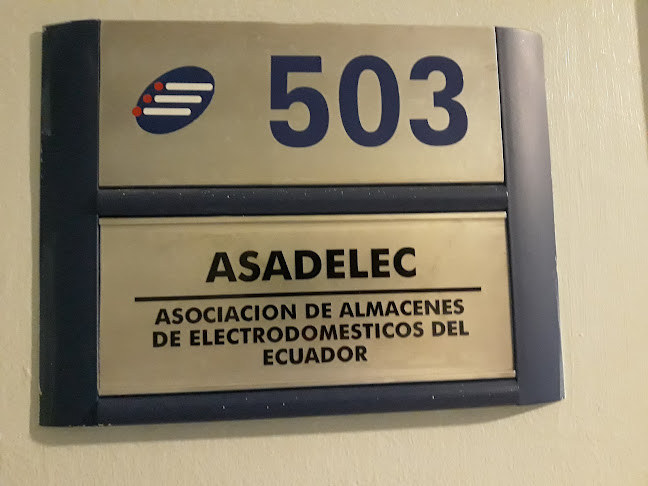 503
ASADELEC
ASOCIACION DE ALMACENES
DE ELECTRODOMESTICOS DEL
ECUADOR